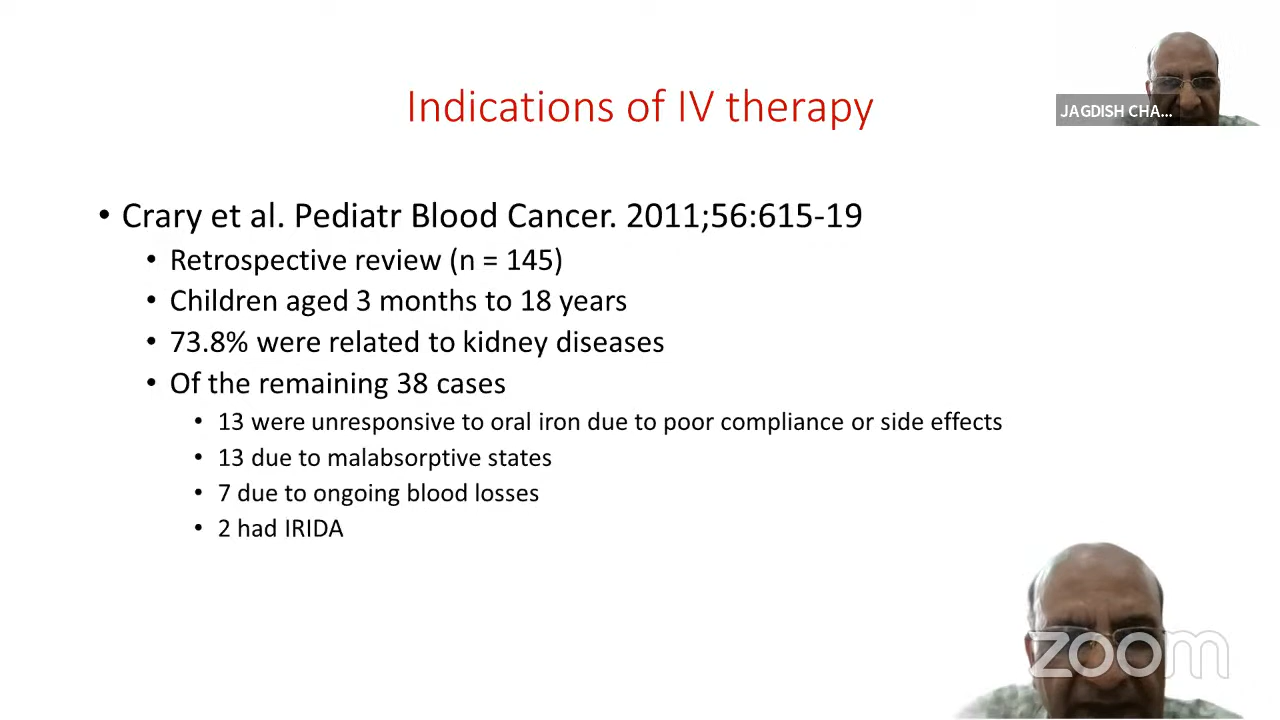 Indications of IV therapy
JAGDISH CHA...
• Crary et al. Pediatr Blood Cancer. 2011;56:615-19
• Retrospective review (n = 145)
• Children aged 3 months to 18 years
• 73.8% were related to kidney diseases
• Of the remaining 38 cases
• 13 were unresponsive to oral iron due to poor compliance or side effects
• 13 due to malabsorptive states
• 7 due to ongoing blood losses
• 2 had IRIDA
zoom